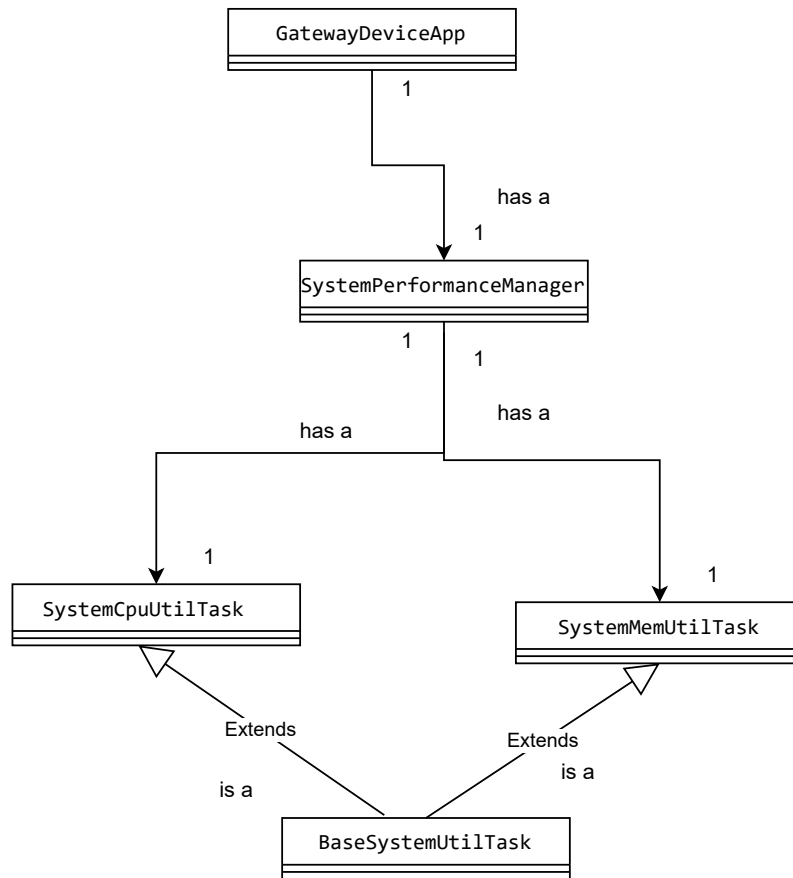 GatewayDeviceApp
1
has a
1
SystemPerformanceManager
1
1
has a
has a
1
1
SystemCpuUtilTask
SystemMemUtilTask
Extends
Extends
is a
is a
BaseSystemUtilTask